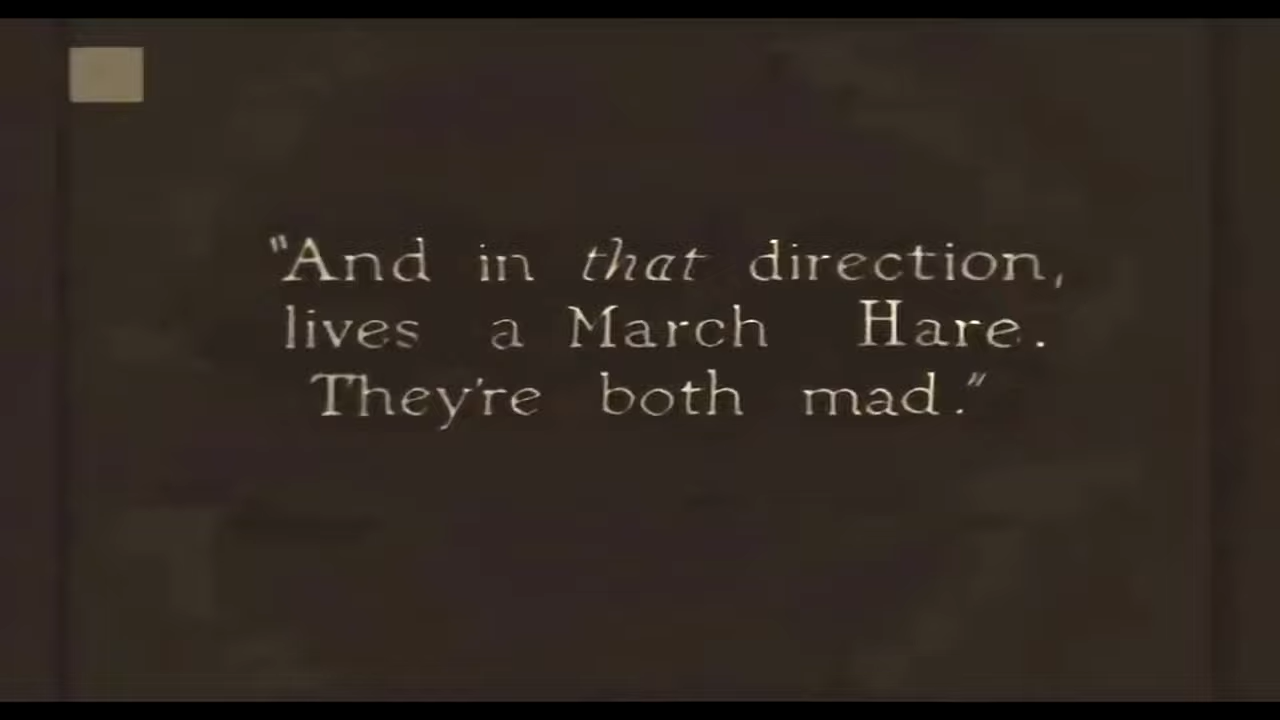 "And in that direction,
lives a March Hare.
They're both mad."